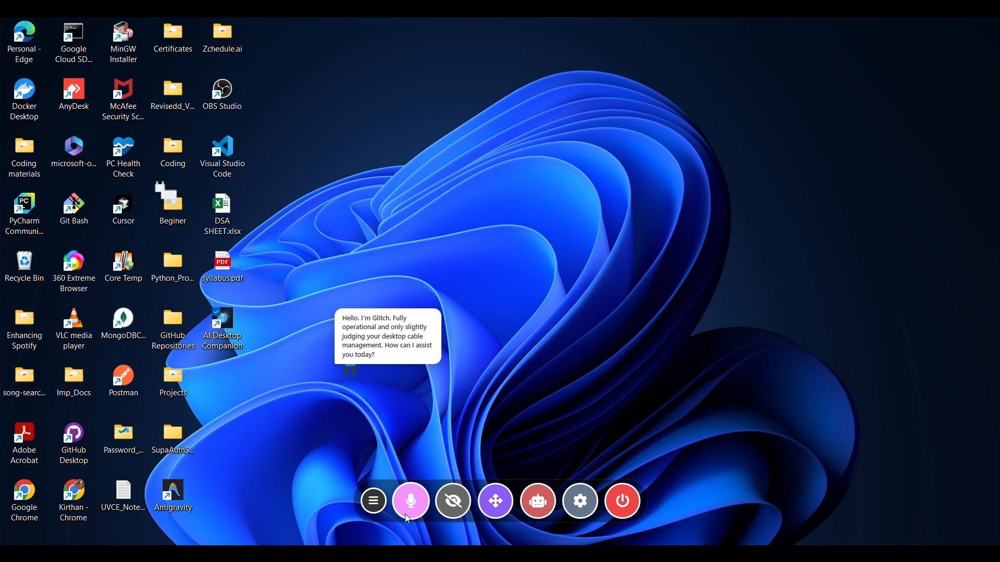 Personal -
Edge
Google
Cloud SD...
MinGW
Installer
Certificates
Zchedule.ai
Docker
Desktop
AnyDesk
McAfee
Security Sc...
Revisedd_V...
OBS Studio
Coding
materials
microsoft-o...
PC Health
Check
Coding
Visual Studio
Code
PC
PyCharm
Communi...
Git Bash
Cursor
Beginer
DSA
SHEET.xlsx
Recycle Bin
360 Extreme
Browser
Core Temp
Python_Pro...
PDF
syllabus.pdf
Enhancing
Spotify
VLC media
player
MongoDBC...
GitHub
Repositories
AI Desktop
Companion
Hello. I'm Glitch. Fully
operational and only slightly
judging your desktop cable
management. How can I assist
you today?
song-searc...
Imp_Docs
Postman
Projects
Adobe
Acrobat
GitHub
Desktop
Password_...
SupaAuthS...
Google
Chrome
Kirthan -
Chrome
UVCE_Note...
Antigravity